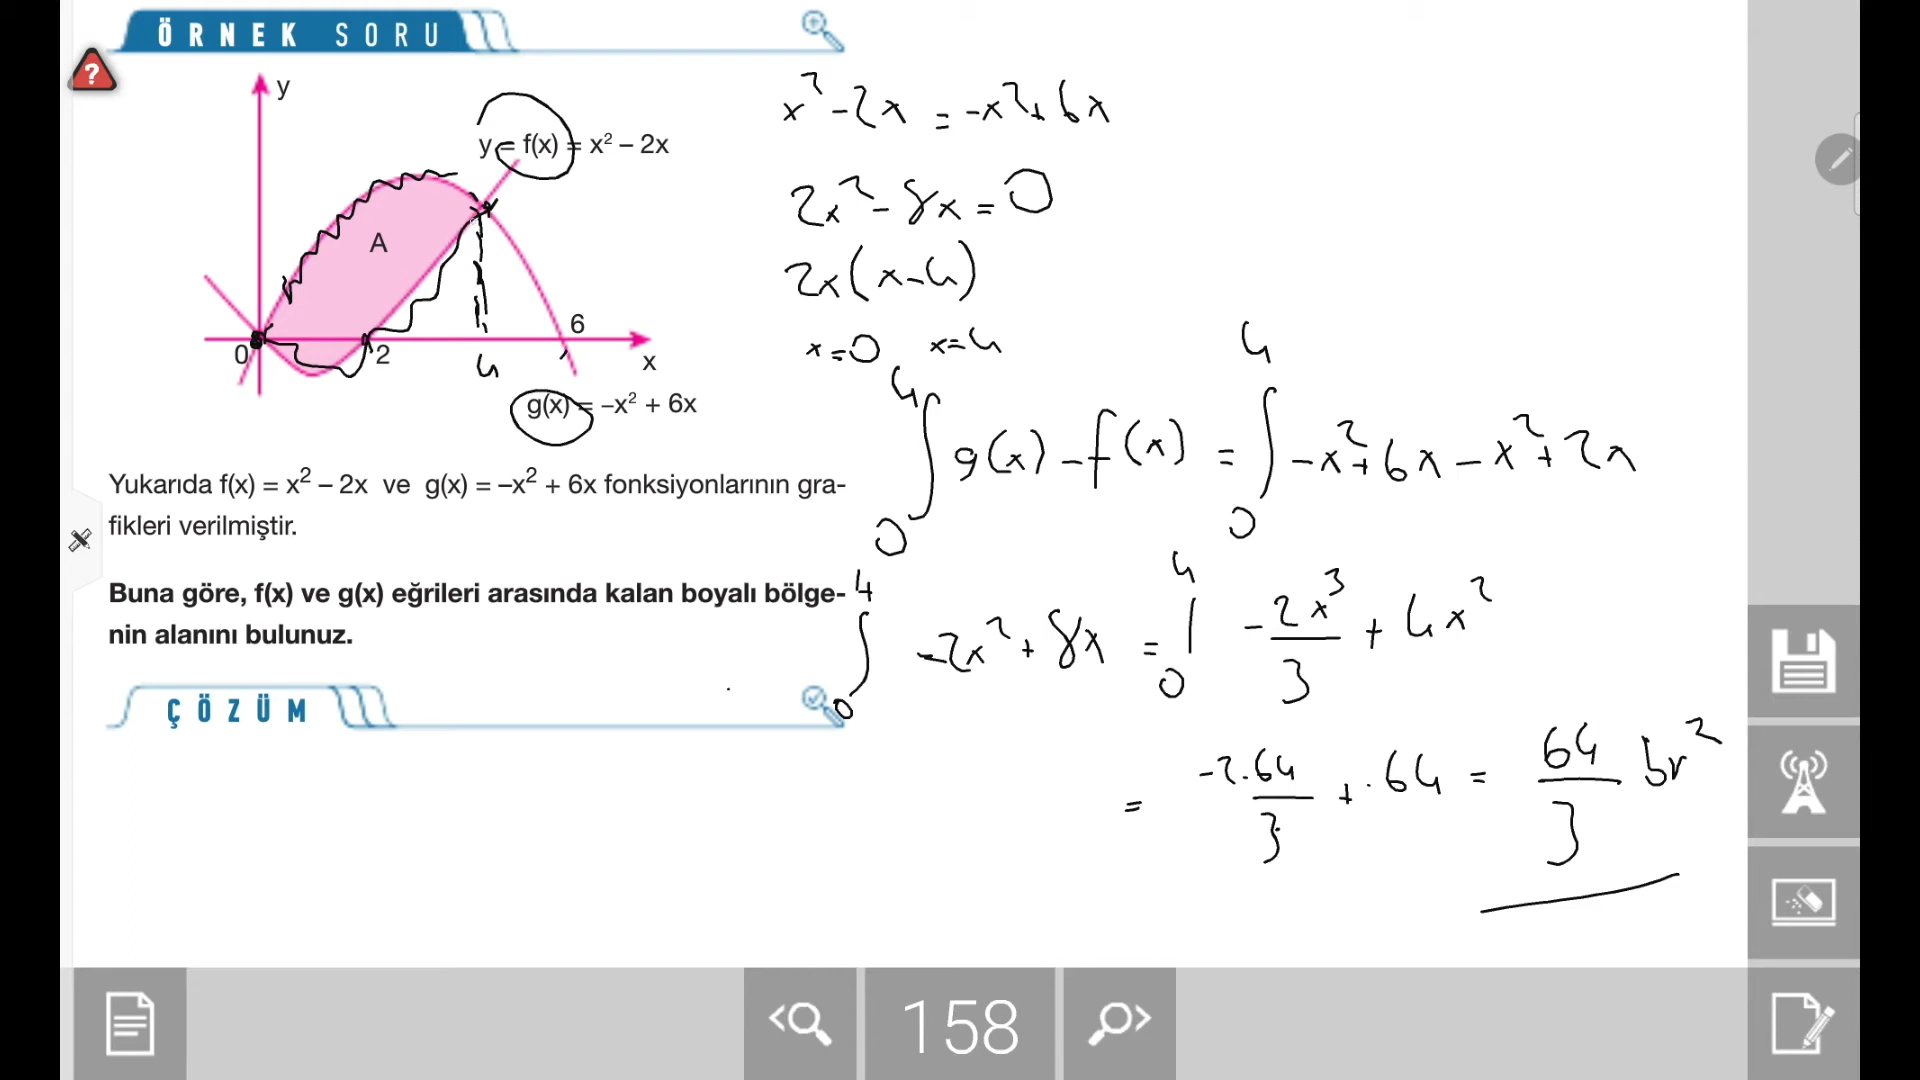 ÖRNEK SORU
?
y
y = f(x) = x² – 2x
A
0
2
4
6
x
g(x) = –x² + 6x
Yukarıda f(x) = x² – 2x ve g(x) = –x² + 6x fonksiyonlarının gra-
fikleri verilmiştir.
Buna göre, f(x) ve g(x) eğrileri arasında kalan boyalı bölge-
nin alanını bulunuz.
ÇÖZÜM
x² - 2x = -x² + 6x
2x² - 8x = 0
2x(x-4)
x=0 x=4
∫₀⁴ g(x) - f(x) = ∫₀⁴ -x² + 6x - x² + 2x
∫₀⁴ -2x² + 8x = |₀⁴ -2x³/3 + 4x²
= -2.64/3 + .64 = 64/3 br²
158